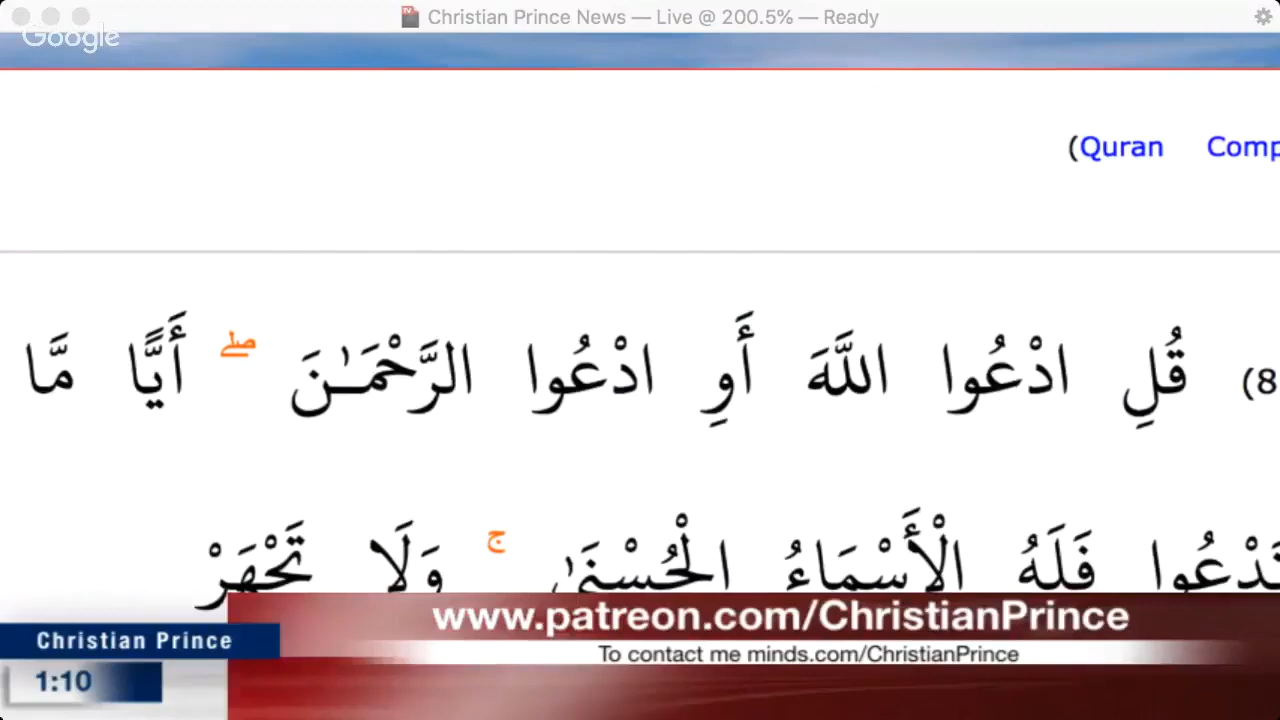 Christian Prince News — Live @ 200.5% — Ready
Google
(Quran
قُلِ ادْعُوا اللَّهَ أَوِ ادْعُوا الرَّحْمَـٰنَ ۖ أَيًّا مَّا
فَلَهُ الْأَسْمَاءُ الْحُسْنَىٰ ۚ وَلَا تَجْهَرْ
www.patreon.com/ChristianPrince
Christian Prince
To contact me minds.com/ChristianPrince
1:10